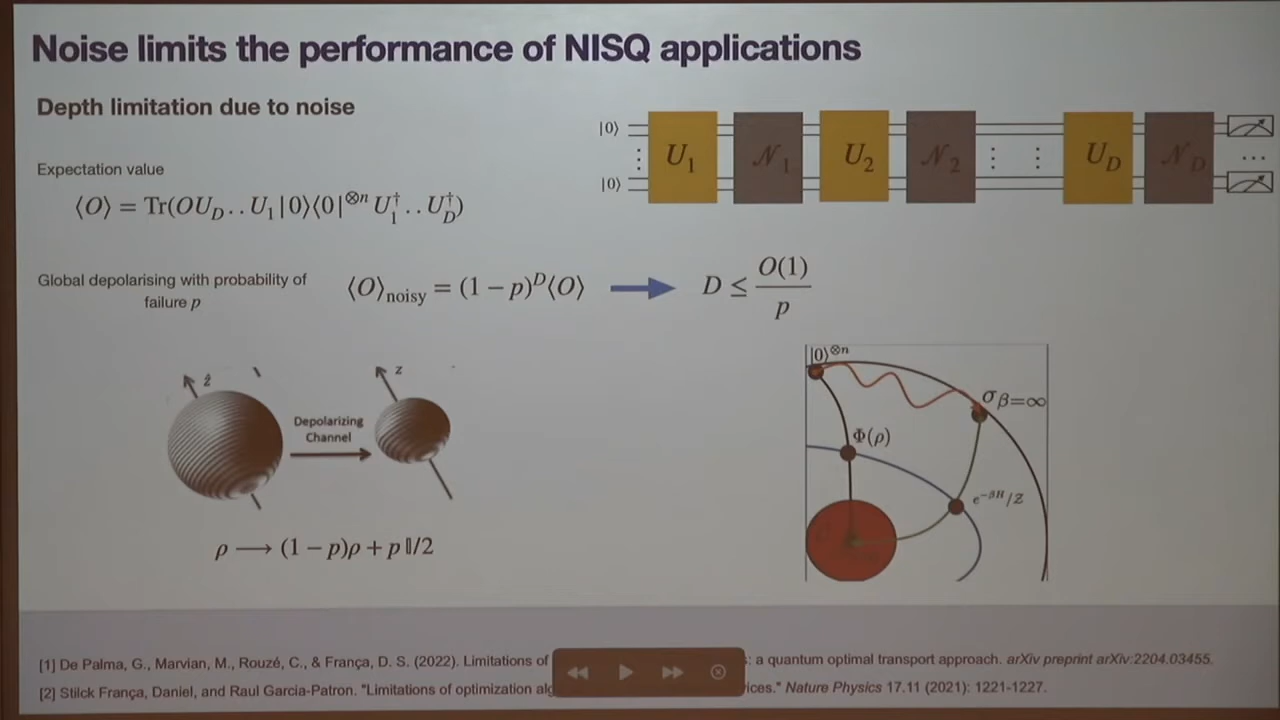 Noise limits the performance of NISQ applications
Depth limitation due to noise
|0⟩ U₁ 𝒩₁ U₂ 𝒩₂ ⋮ ⋮ U_D 𝒩_D
⋮ ...
|0⟩
Expectation value
⟨O⟩ = Tr(OU_D . . U₁|0⟩⟨0|^⊗n U₁† . . U_D†)
Global depolarising with probability of
failure p
⟨O⟩_noisy = (1 − p)^D⟨O⟩
D ≤ O(1)/p
ẑ
Depolarizing
Channel
z
ρ ⟶ (1 − p)ρ + p 𝕀/2
|0⟩^⊗n
σ_β=∞
Φ(ρ)
e^−βH/Z
[1] De Palma, G., Marvian, M., Rouzé, C., & França, D. S. (2022). Limitations of : a quantum optimal transport approach. arXiv preprint arXiv:2204.03455.
[2] Stilck França, Daniel, and Raul Garcia-Patron. "Limitations of optimization ices." Nature Physics 17.11 (2021): 1221-1227.